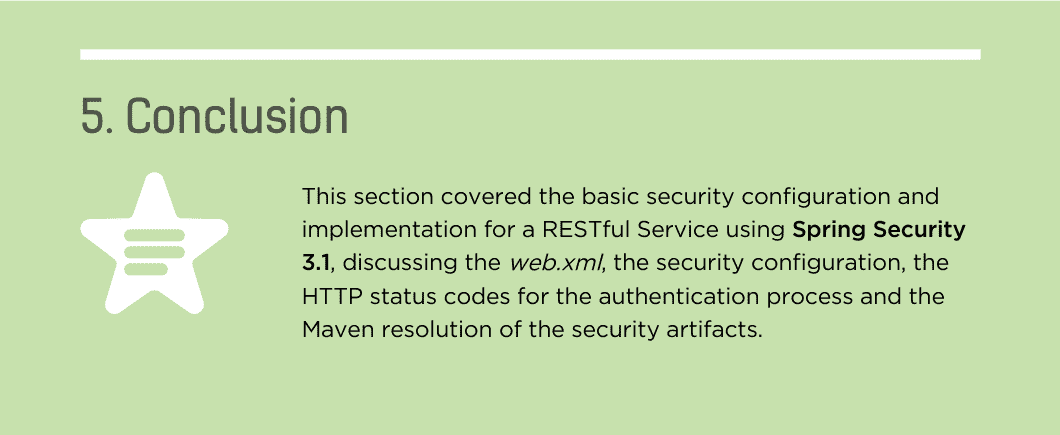 5. Conclusion
This section covered the basic security configuration and
implementation for a RESTful Service using Spring Security
3.1, discussing the web.xml, the security configuration, the
HTTP status codes for the authentication process and the
Maven resolution of the security artifacts.